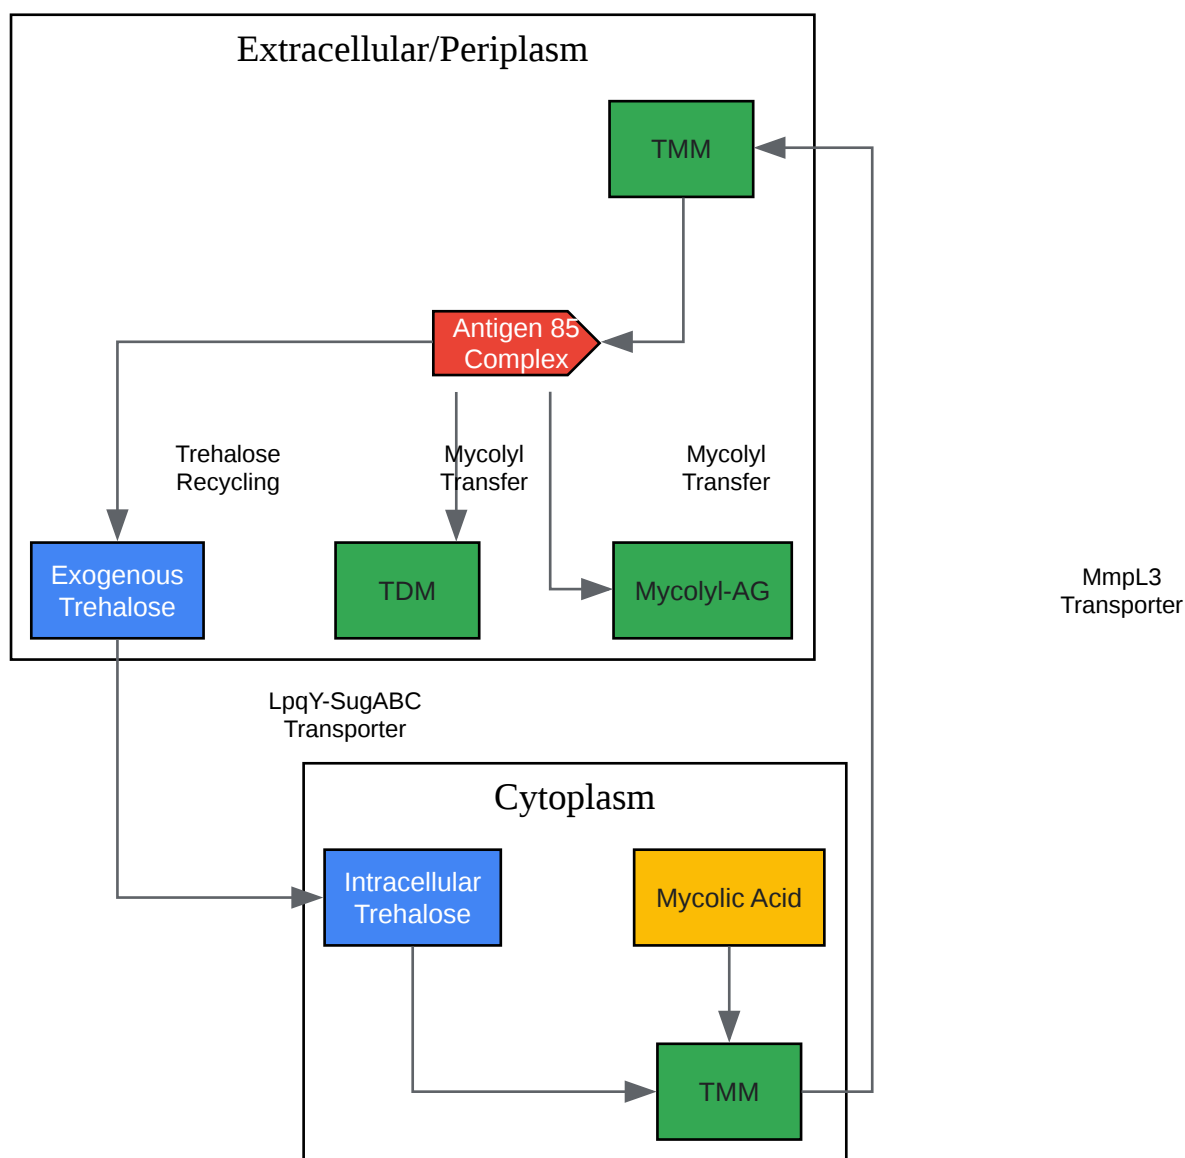 Extracellular/Periplasm
TMM
Antigen 85
Complex
Trehalose
Recycling
Mycolyl
Transfer
Mycolyl
Transfer
Exogenous
Trehalose
TDM
Mycolyl-AG
MmpL3
Transporter
LpqY-SugABC
Transporter
Cytoplasm
Intracellular
Trehalose
Mycolic Acid
TMM